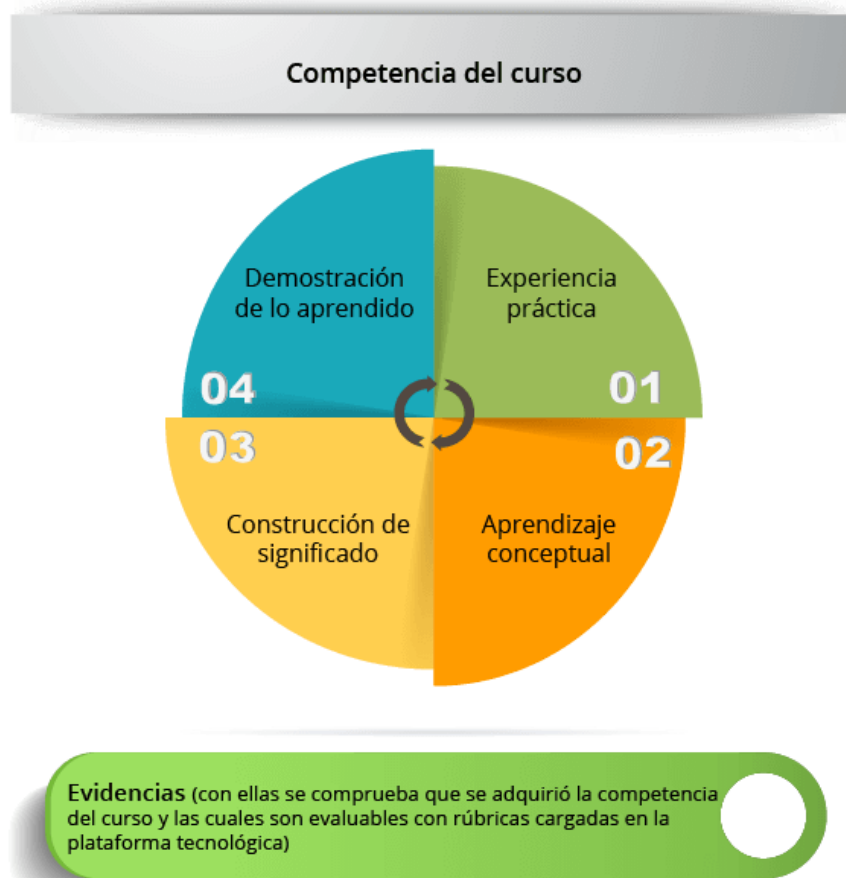 Competencia del curso
Demostración
de lo aprendido
04
Experiencia
práctica
01
03
Construcción de
significado
02
Aprendizaje
conceptual
Evidencias (con ellas se comprueba que se adquirió la competencia
del curso y las cuales son evaluables con rúbricas cargadas en la
plataforma tecnológica)